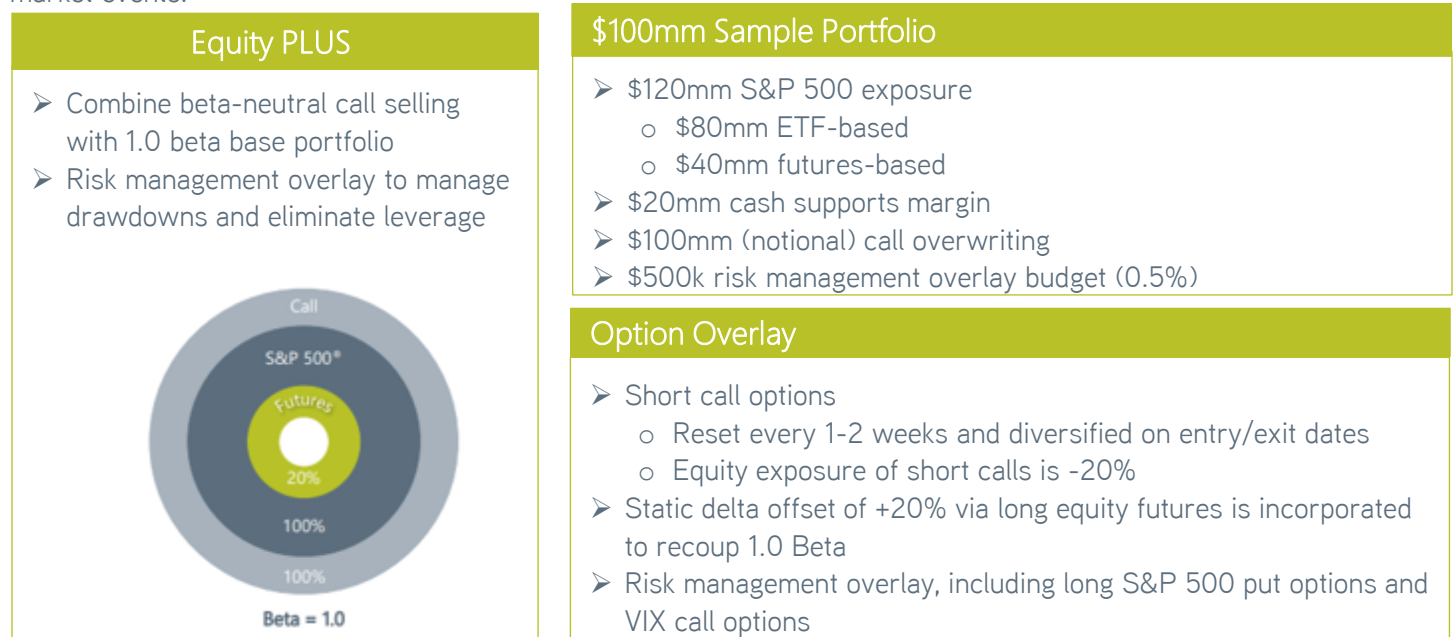 market events.
Equity PLUS
➢ Combine beta-neutral call selling
with 1.0 beta base portfolio
➢ Risk management overlay to manage
drawdowns and eliminate leverage
Call
S&P 500®
Futures
20%
100%
100%
Beta = 1.0
$100mm Sample Portfolio
➢ $120mm S&P 500 exposure
o $80mm ETF-based
o $40mm futures-based
➢ $20mm cash supports margin
➢ $100mm (notional) call overwriting
➢ $500k risk management overlay budget (0.5%)
Option Overlay
➢ Short call options
o Reset every 1-2 weeks and diversified on entry/exit dates
o Equity exposure of short calls is -20%
➢ Static delta offset of +20% via long equity futures is incorporated
to recoup 1.0 Beta
➢ Risk management overlay, including long S&P 500 put options and
VIX call options